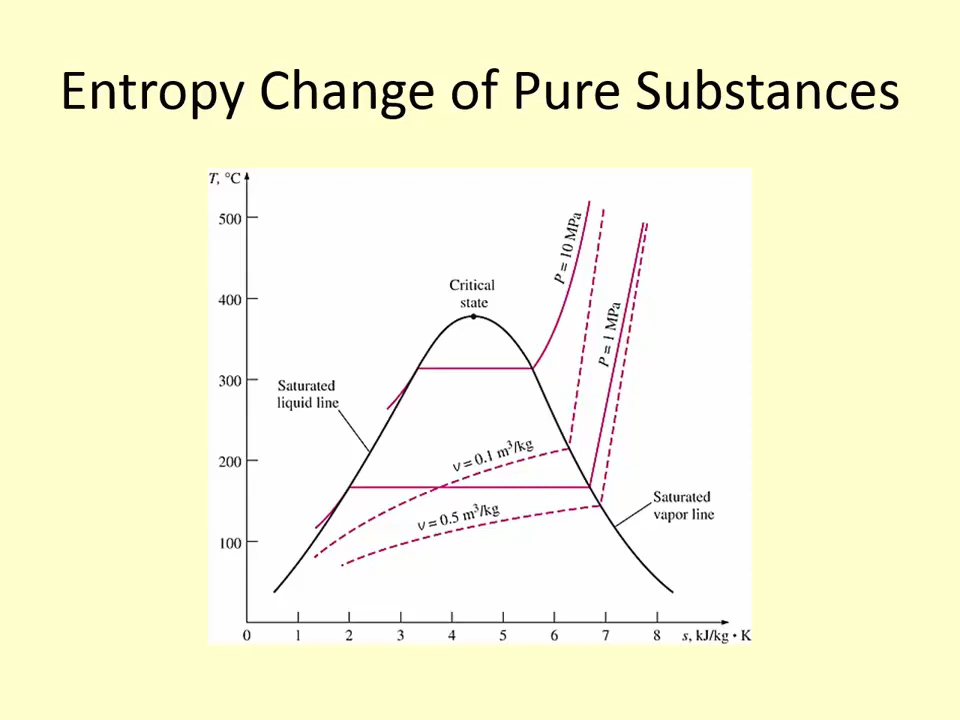 Entropy Change of Pure Substances
T, °C
500
400
300
200
100
0
1
2
3
4
5
6
7
8
s, kJ/kg • K
Critical
state
Saturated
liquid line
P = 10 MPa
P = 1 MPa
v = 0.1 m³/kg
v = 0.5 m³/kg
Saturated
vapor line